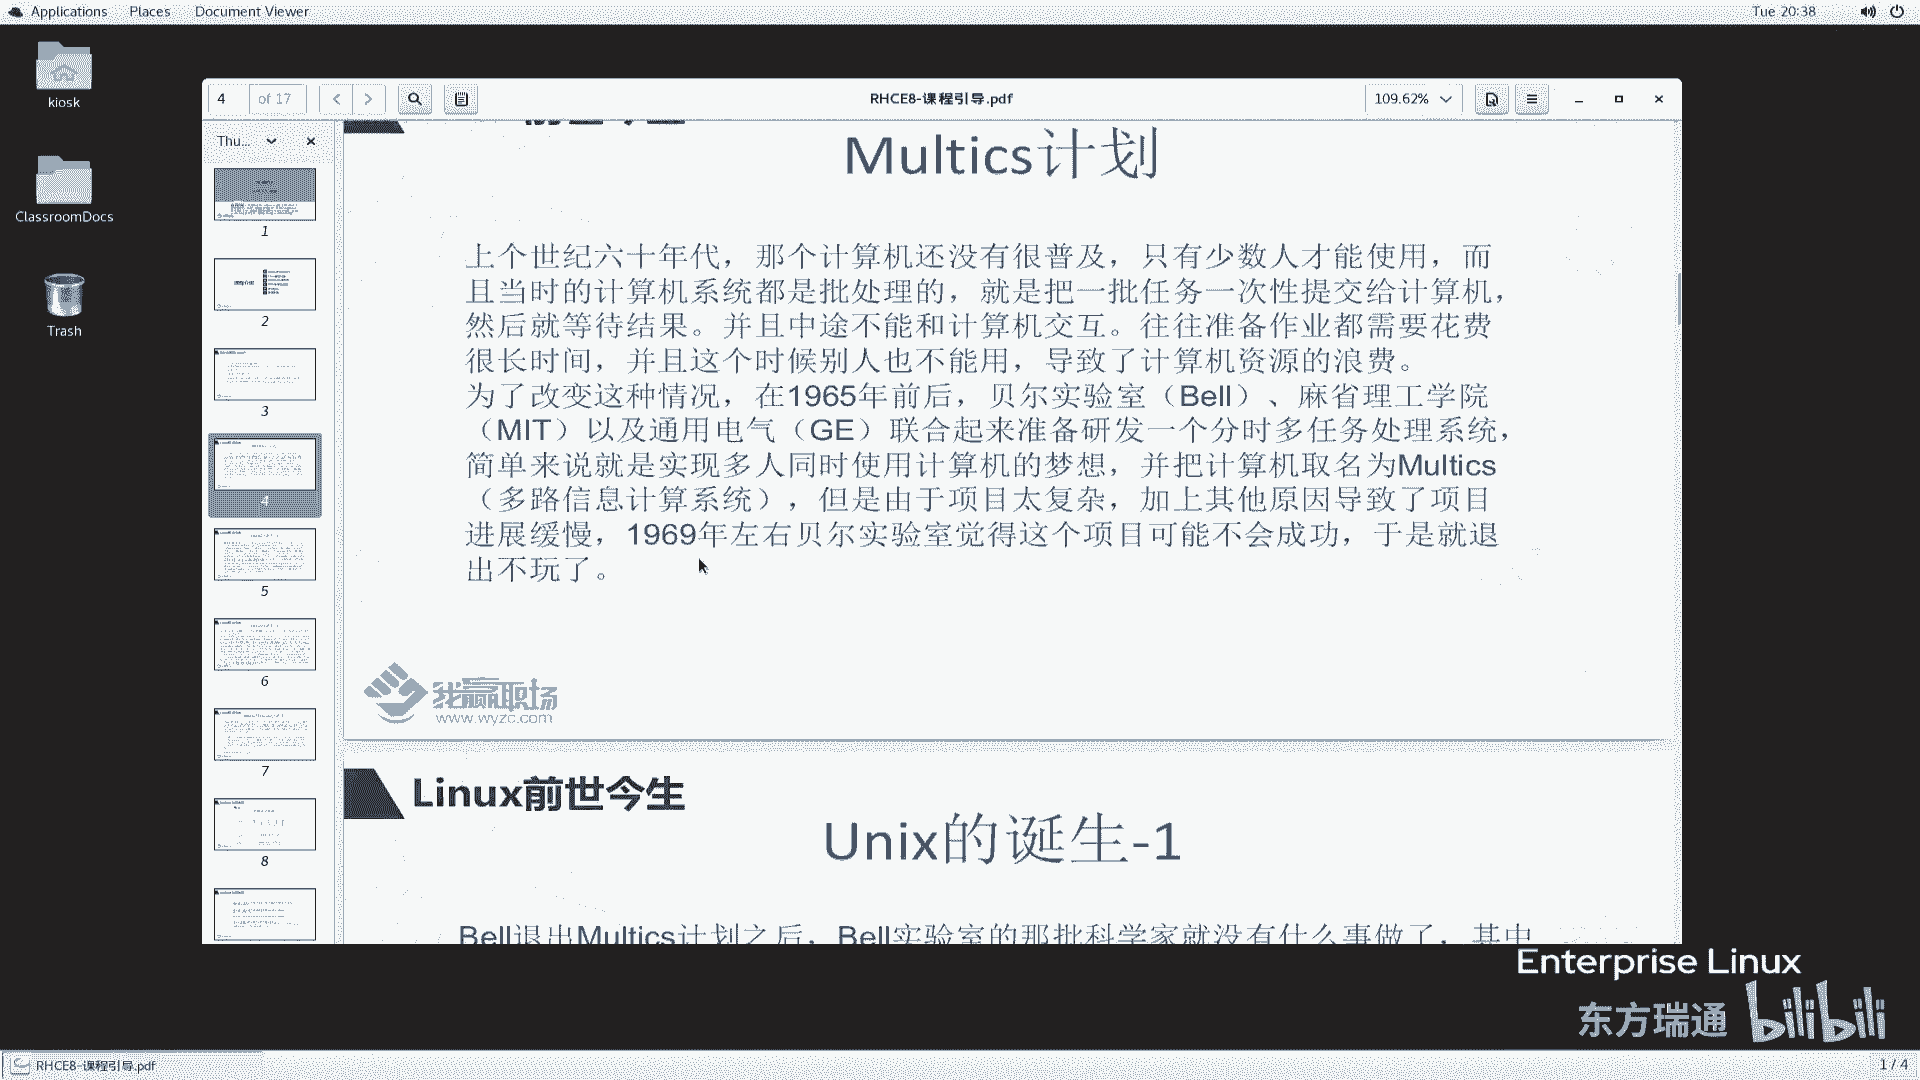 Applications Places Document Viewer Tue 20:38
kiosk
ClassroomDocs
Trash
4 of 17 RHCE8-课程引导.pdf 109.62%
Thu...
1
2
3
4
5
6
7
8
Multics计划
上个世纪六十年代，那个计算机还没有很普及，只有少数人才能使用，而
且当时的计算机系统都是批处理的，就是把一批任务一次性提交给计算机，
然后就等待结果。并且中途不能和计算机交互。往往准备作业都需要花费
很长时间，并且这个时候别人也不能用，导致了计算机资源的浪费。
为了改变这种情况，在1965年前后，贝尔实验室（Bell）、麻省理工学院
（MIT）以及通用电气（GE）联合起来准备研发一个分时多任务处理系统，
简单来说就是实现多人同时使用计算机的梦想，并把计算机取名为Multics
（多路信息计算系统），但是由于项目太复杂，加上其他原因导致了项目
进展缓慢，1969年左右贝尔实验室觉得这个项目可能不会成功，于是就退
出不玩了。
我赢职场
www.wyzc.com
Linux前世今生
Unix的诞生-1
Bell退出Multics计划之后，Bell实验室的那批科学家就没有什么事做了，其中
Enterprise Linux
东方瑞通 bilibili
RHCE8-课程引导.pdf 1 / 4